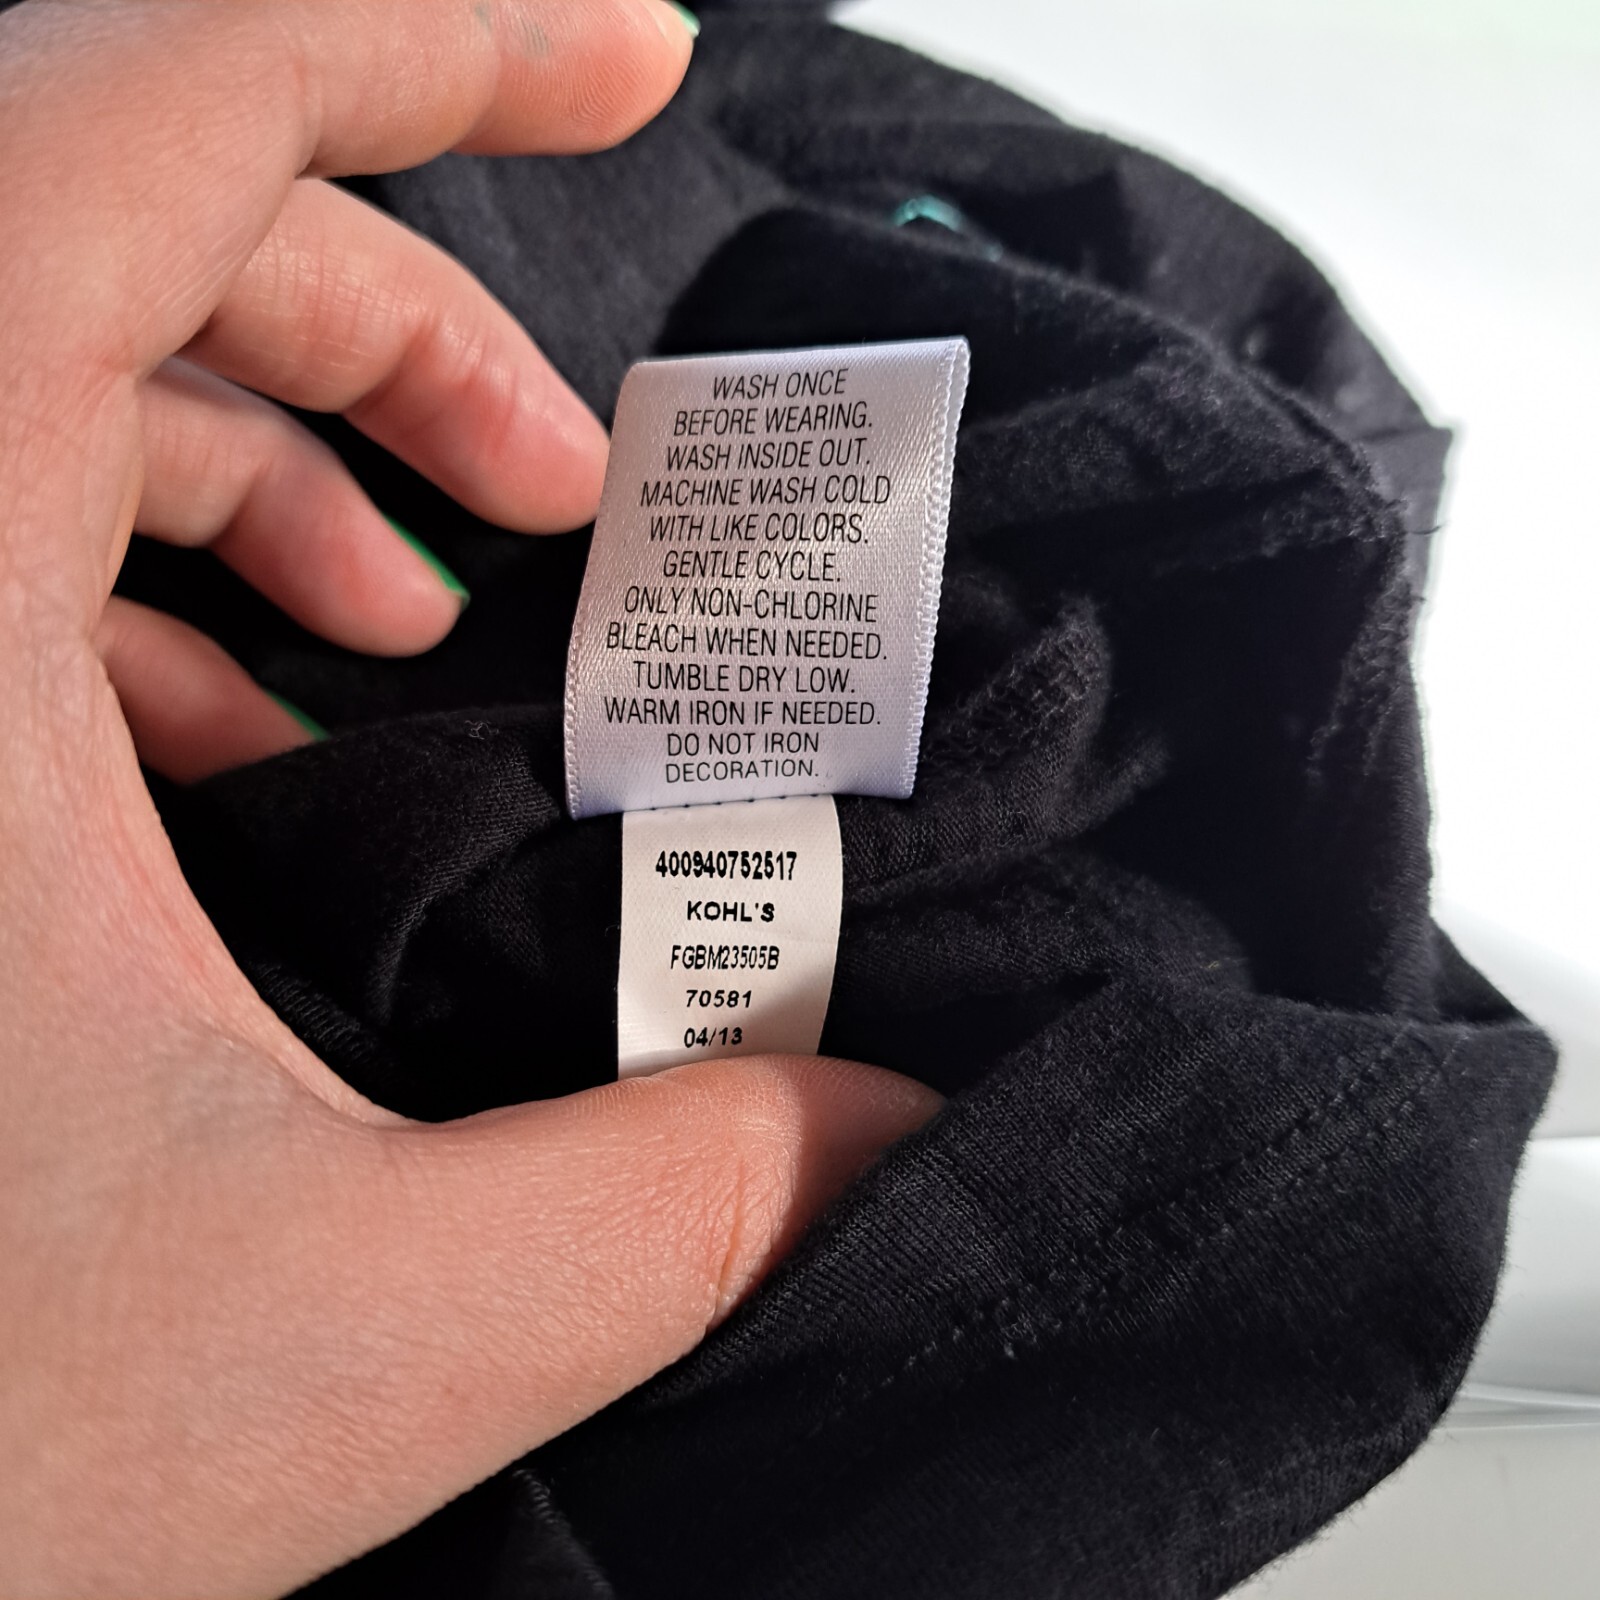 WASH ONCE
BEFORE WEARING.
WASH INSIDE OUT.
MACHINE WASH COLD
WITH LIKE COLORS.
GENTLE CYCLE.
ONLY NON-CHLORINE
BLEACH WHEN NEEDED.
TUMBLE DRY LOW.
WARM IRON IF NEEDED.
DO NOT IRON
DECORATION.
400940752517
KOHL'S
FGBM23505B
70581
04/13